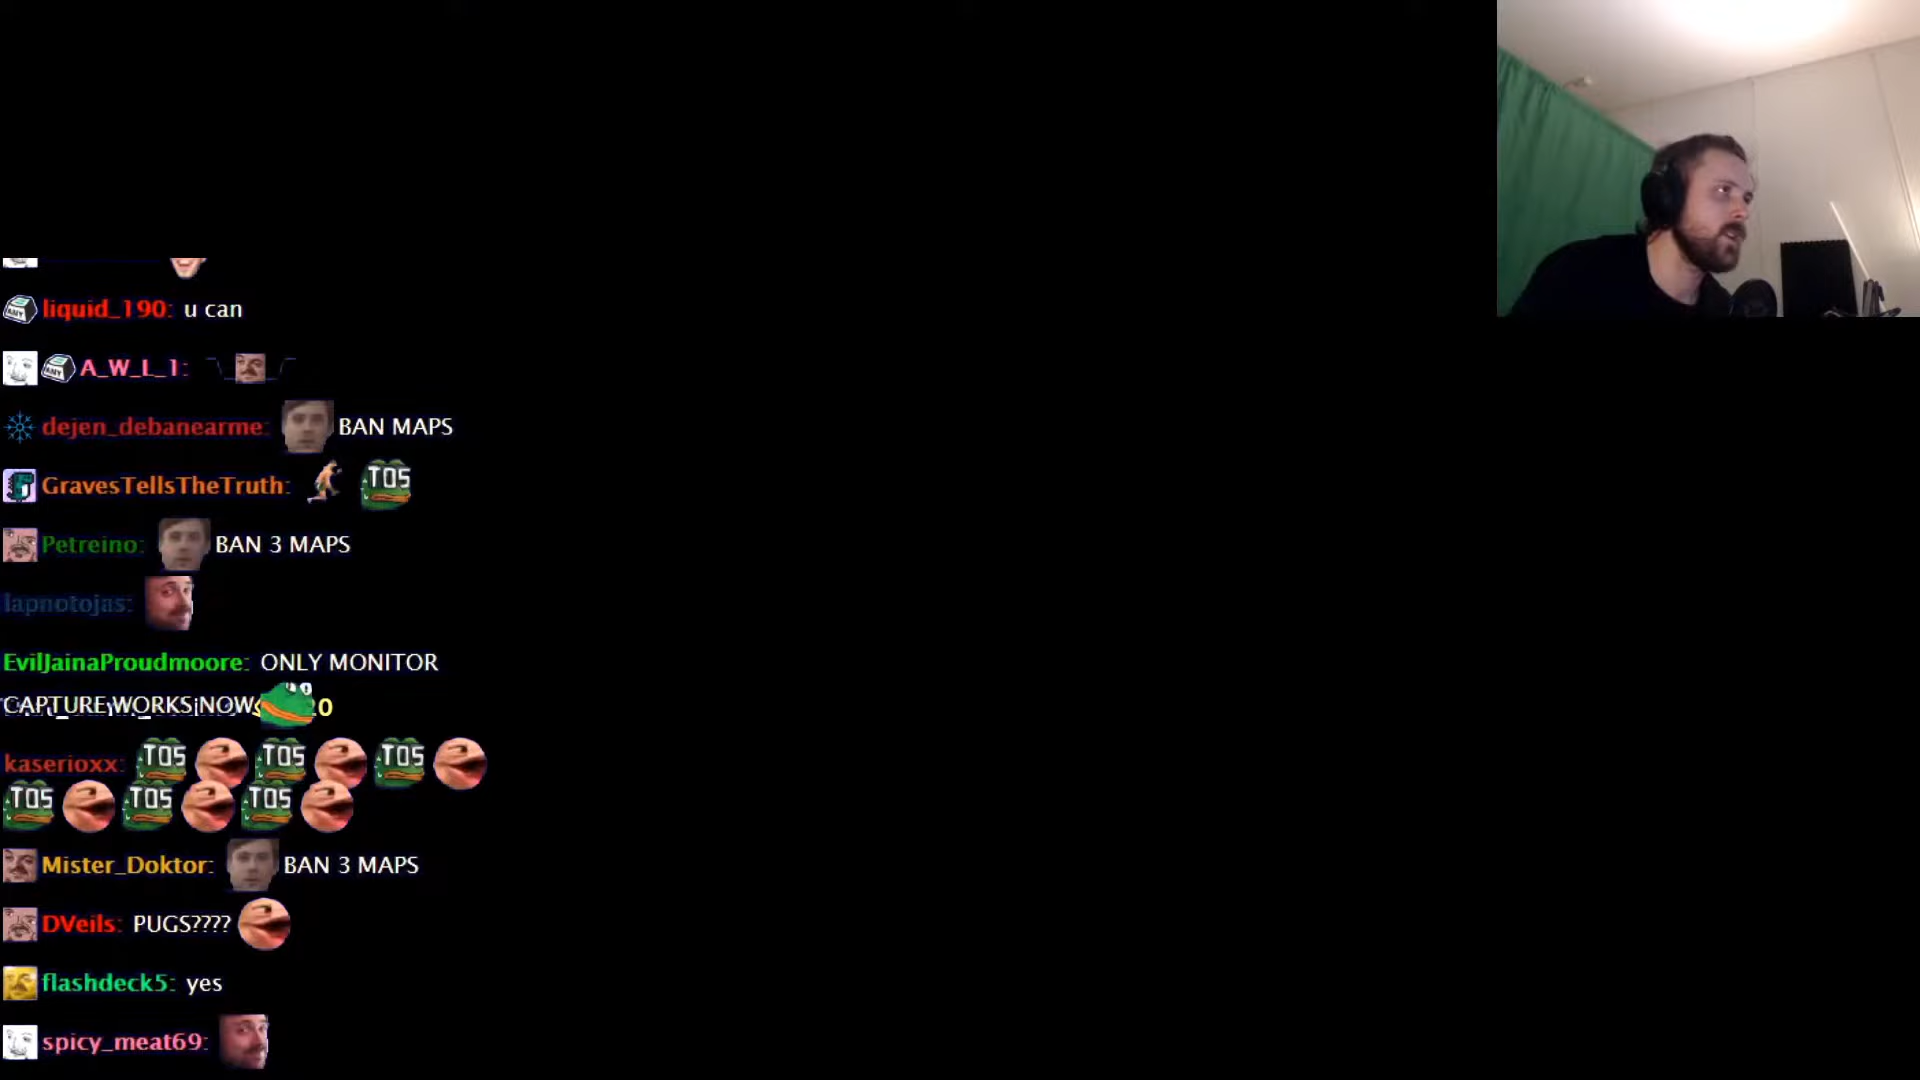 liquid_190: u can
A_W_L_1:
dejen_debanearme: BAN MAPS
GravesTellsTheTruth: TOS
Petreino: BAN 3 MAPS
lapnotojas:
EvilJainaProudmoore: ONLY MONITOR
CAPTURE WORKS NOW
kaserioxx: TOS TOS TOS
TOS TOS TOS
Mister_Doktor: BAN 3 MAPS
DVeils: PUGS????
flashdeck5: yes
spicy_meat69: